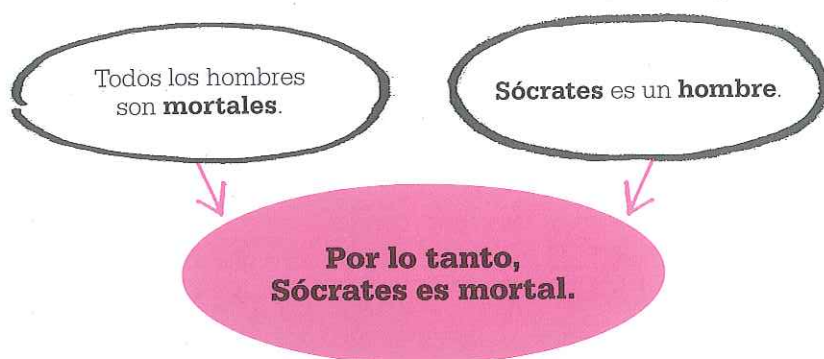 Todos los hombres
son mortales.
Sócrates es un hombre.
Por lo tanto,
Sócrates es mortal.